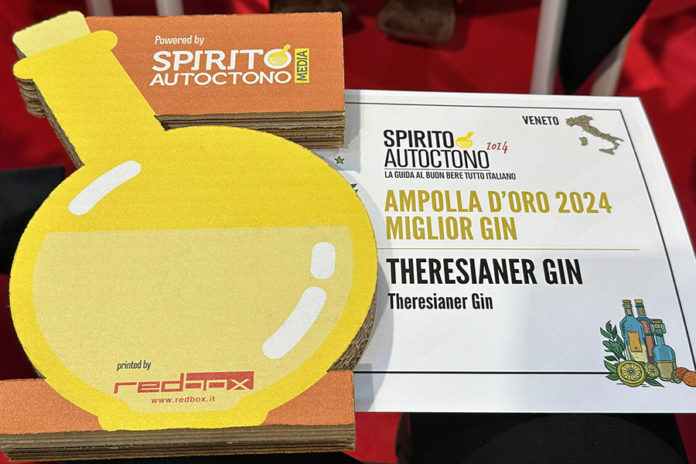 Powered by
SPIRITO
AUTOCTONO
MEDIA
VENETO
SPIRITO
AUTOCTONO 2024
LA GUIDA AL BUON BERE TUTTO ITALIANO
AMPOLLA D'ORO 2024
MIGLIOR GIN
THERESIANER GIN
Theresianer Gin
printed by
redbox
www.redbox.it